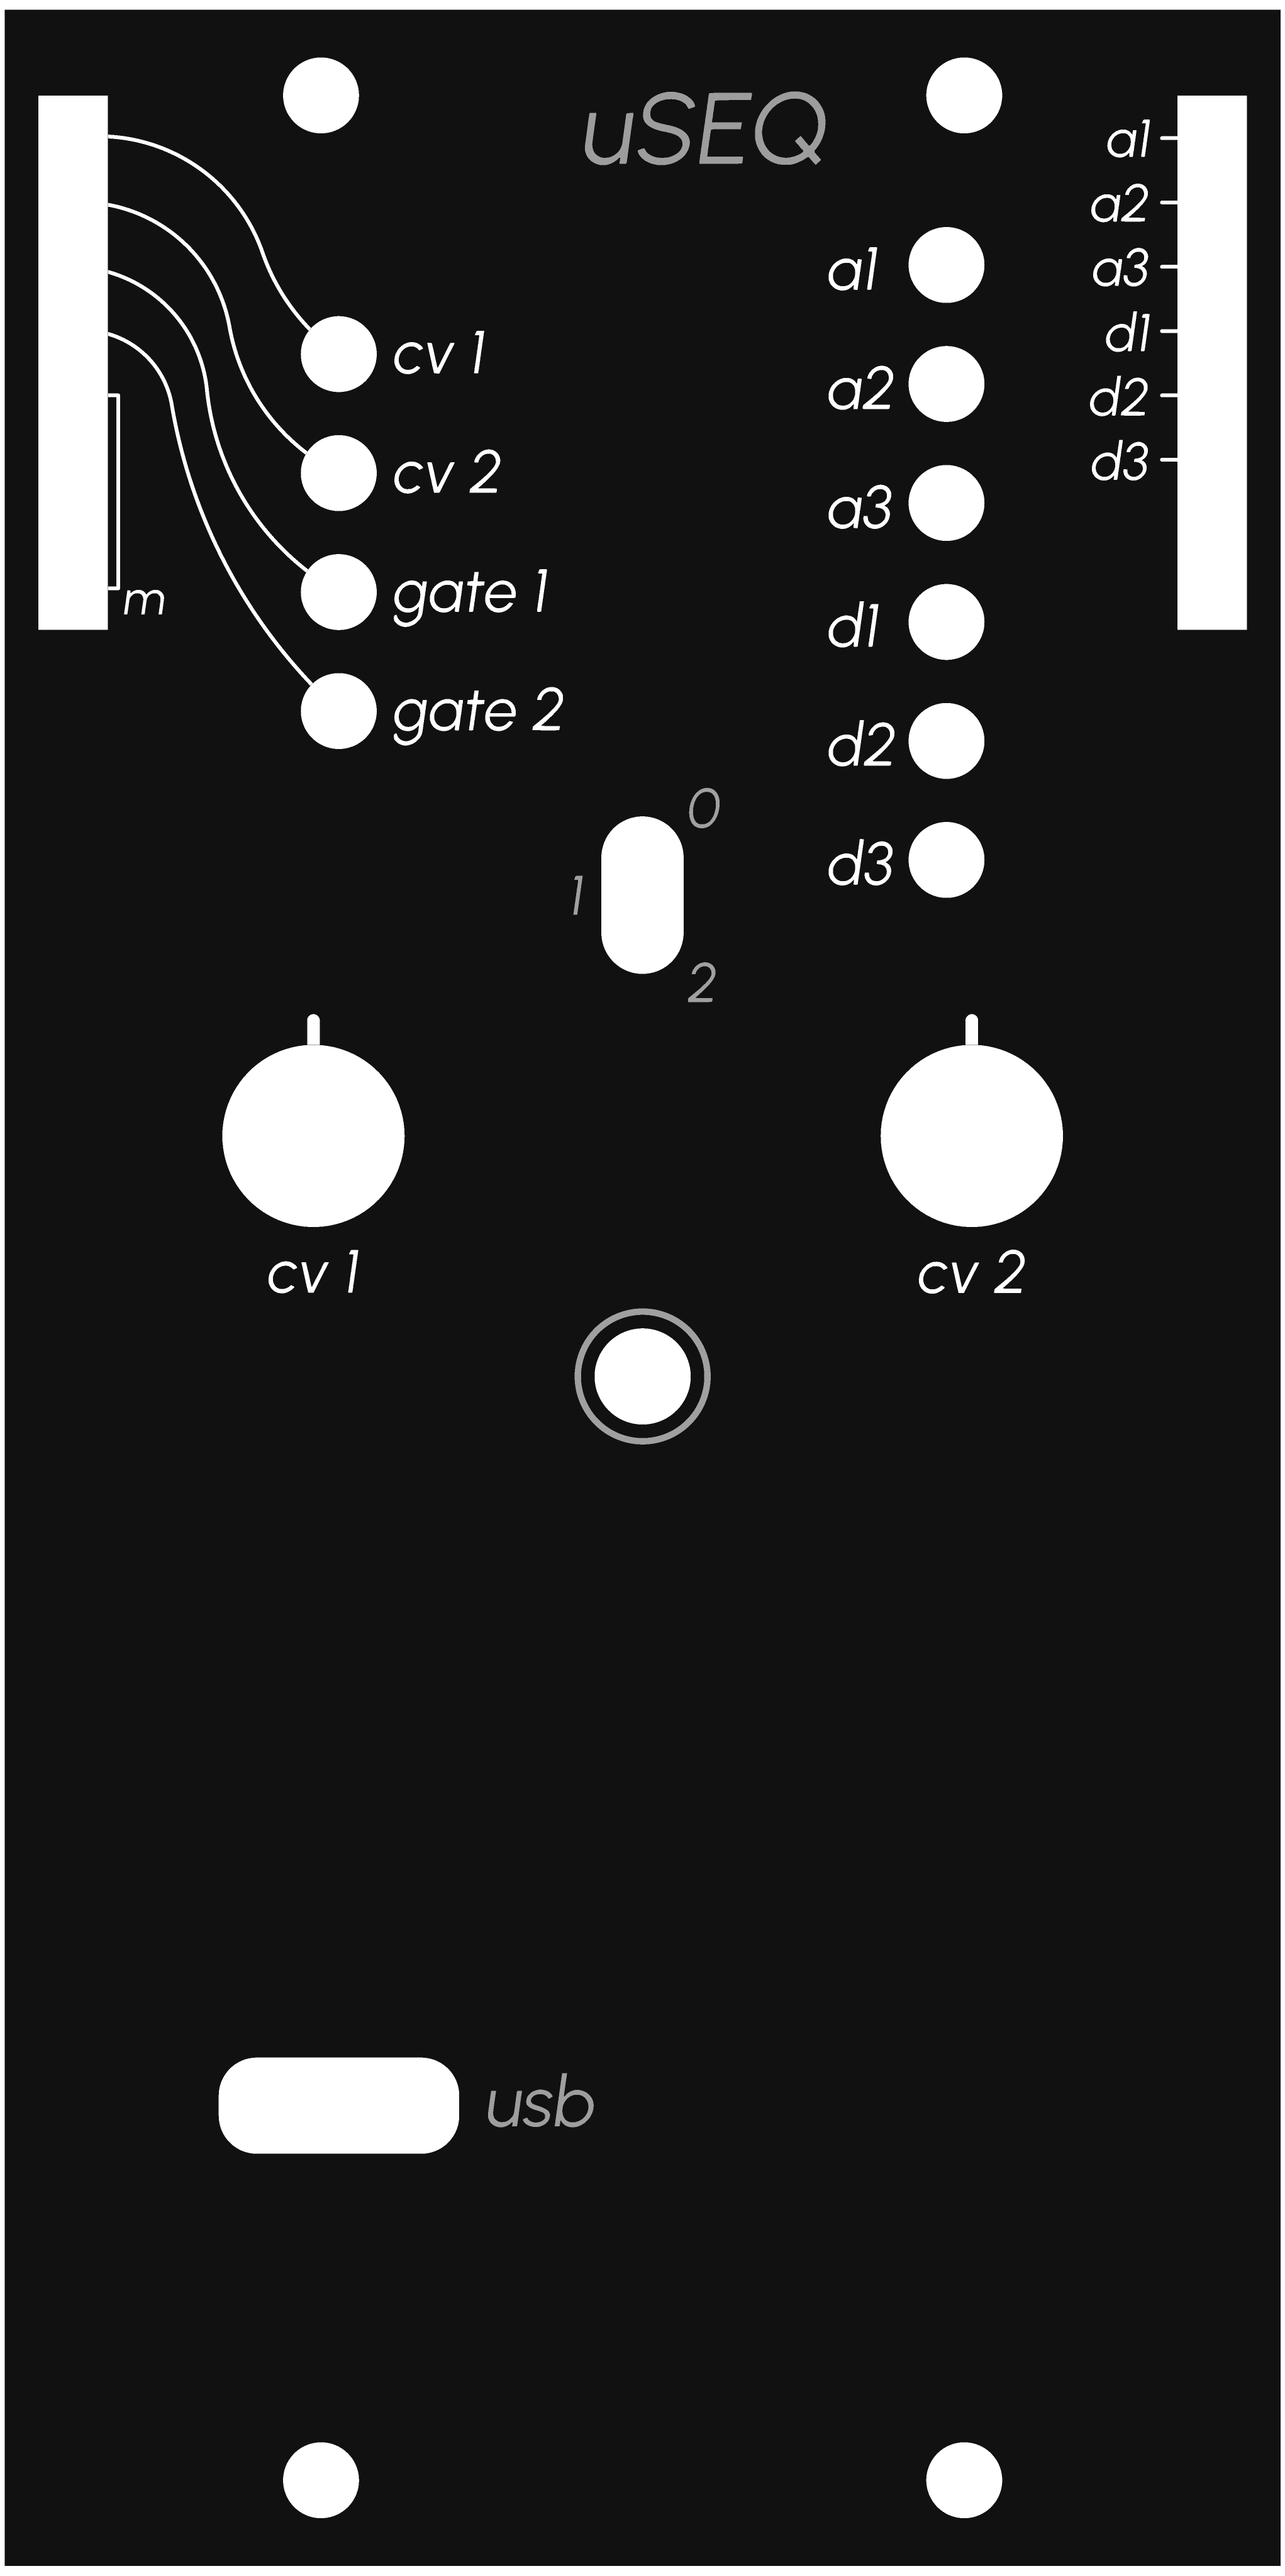 uSEQ
cv 1
cv 2
gate 1
gate 2
m
a1
a2
a3
d1
d2
d3
a1
a2
a3
d1
d2
d3
0
1
2
cv 1
cv 2
usb